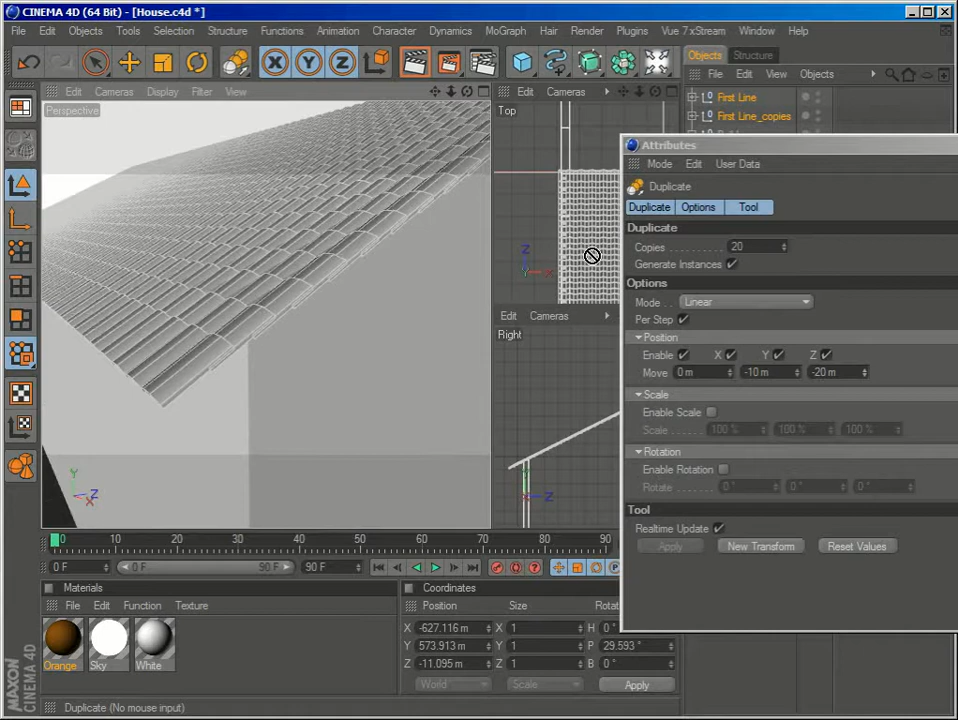 CINEMA 4D (64 Bit) - [House.c4d *]
File Edit Objects Tools Selection Structure Functions Animation Character Dynamics MoGraph Hair Render Plugins Vue 7 xStream Window Help
Objects Structure
File Edit View Objects
First Line
First Line_copies
Edit Cameras Display Filter View
Perspective
Edit Cameras
Top
Edit Cameras
Right
Attributes
Mode Edit User Data
Duplicate
Duplicate Options Tool
Duplicate
Copies 20
Generate Instances
Options
Mode Linear
Per Step
Position
Enable X Y Z
Move 0 m -10 m -20 m
Scale
Enable Scale
Scale 100 % 100 % 100 %
Rotation
Enable Rotation
Rotate 0 ° 0 ° 0 °
Tool
Realtime Update
Apply New Transform Reset Values
0 10 20 30 40 50 60 70 80 90
0 F 0 F 90 F 90 F
Materials
File Edit Function Texture
Orange Sky White
Coordinates
Position Size
X -627.116 m X 1 H 0 °
Y 573.913 m Y 1 P 29.593 °
Z -11.095 m Z 1 B 0 °
World Scale Apply
MAXON CINEMA 4D
Duplicate (No mouse input)